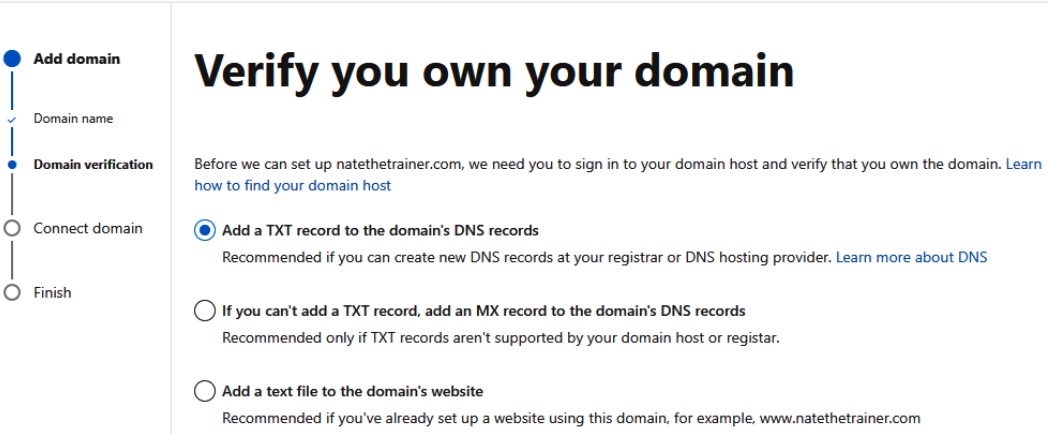 Add domain
Domain name
Domain verification
Connect domain
Finish
Verify you own your domain
Before we can set up natethetrainer.com, we need you to sign in to your domain host and verify that you own the domain. Learn
how to find your domain host
Add a TXT record to the domain's DNS records
Recommended if you can create new DNS records at your registrar or DNS hosting provider. Learn more about DNS
If you can't add a TXT record, add an MX record to the domain's DNS records
Recommended only if TXT records aren't supported by your domain host or registar.
Add a text file to the domain's website
Recommended if you've already set up a website using this domain, for example, www.natethetrainer.com